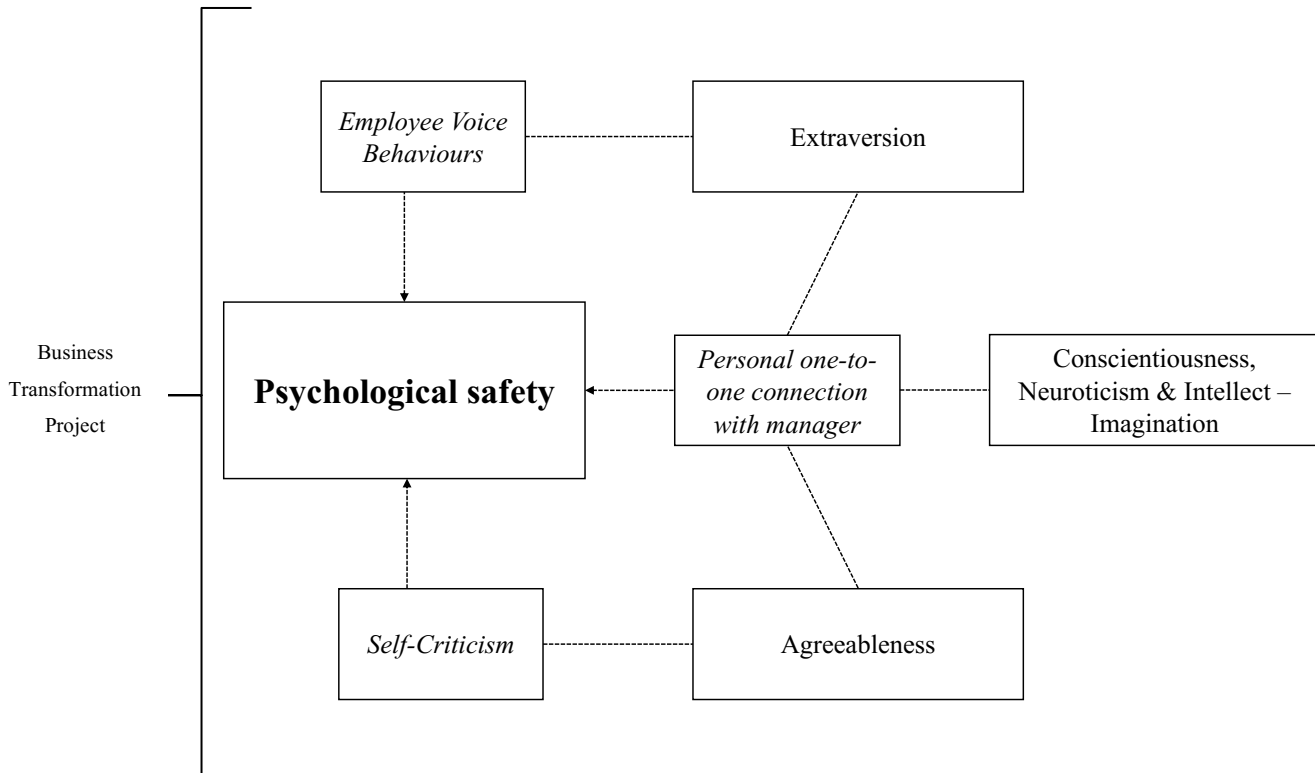 Employee Voice
Behaviours
Extraversion
Business
Transformation
Project
Psychological safety
Personal one-to-
one connection
with manager
Conscientiousness,
Neuroticism & Intellect –
Imagination
Self-Criticism
Agreeableness